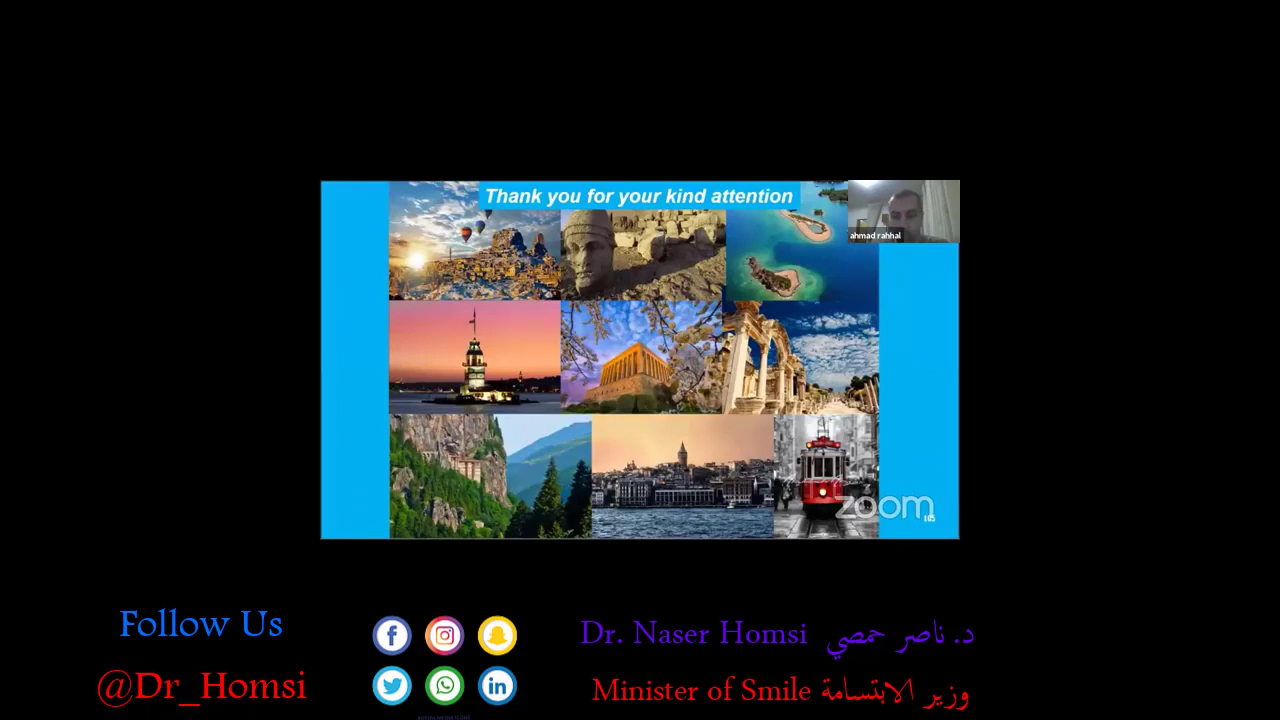 Thank you for your kind attention
ahmad rahhal
zoom
105
Follow Us
Dr. Naser Homsi د. ناصر حمصي
@Dr_Homsi
Minister of Smile وزير الابتسامة